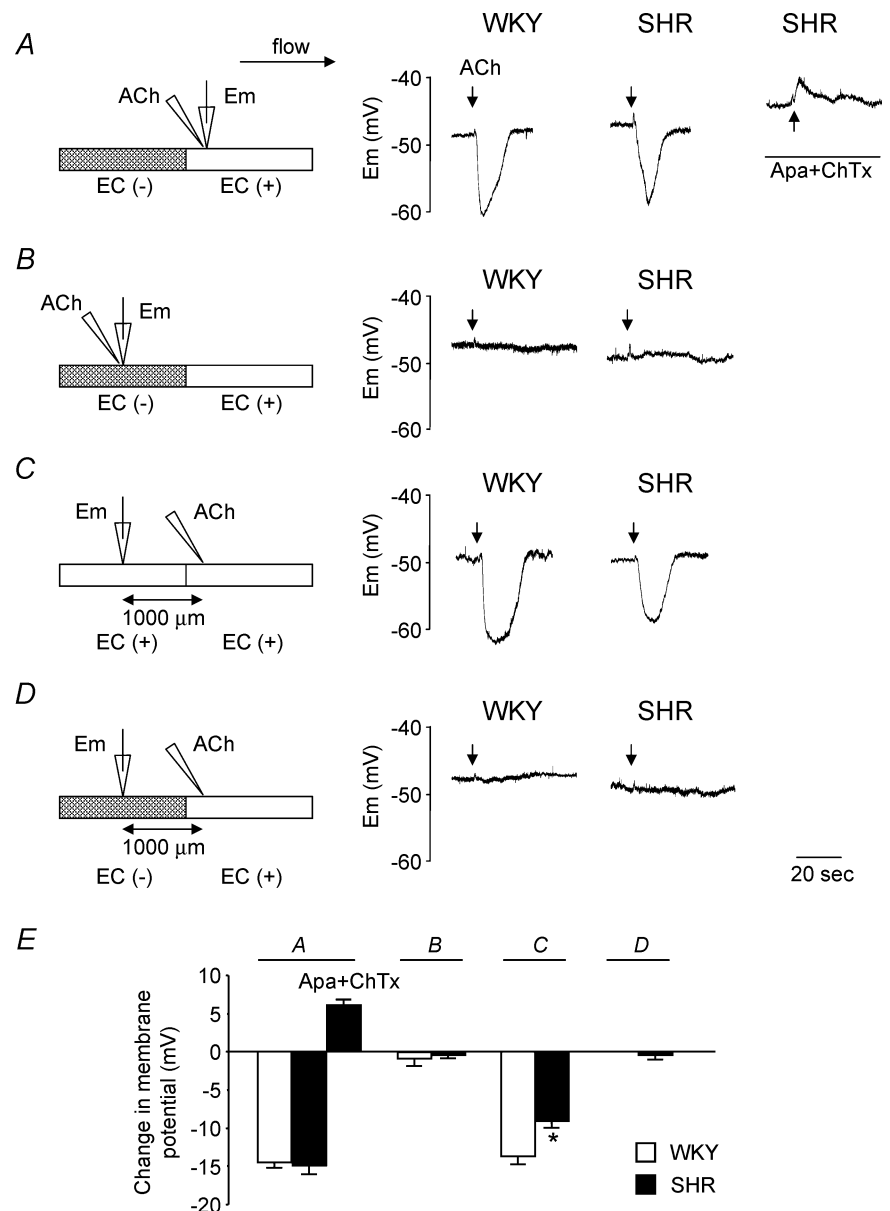 A
flow
ACh
Em
EC (-)
EC (+)
WKY
SHR
SHR
ACh
Em (mV)
-40
-50
-60
Apa+ChTx
B
ACh
Em
EC (-)
EC (+)
WKY
SHR
Em (mV)
-40
-50
-60
C
Em
ACh
1000 μm
EC (+)
EC (+)
WKY
SHR
Em (mV)
-40
-50
-60
D
Em
ACh
1000 μm
EC (-)
EC (+)
WKY
SHR
Em (mV)
-40
-50
-60
20 sec
E
A
B
C
D
Apa+ChTx
Change in membrane
potential (mV)
10
5
0
-5
-10
-15
-20
*
WKY
SHR